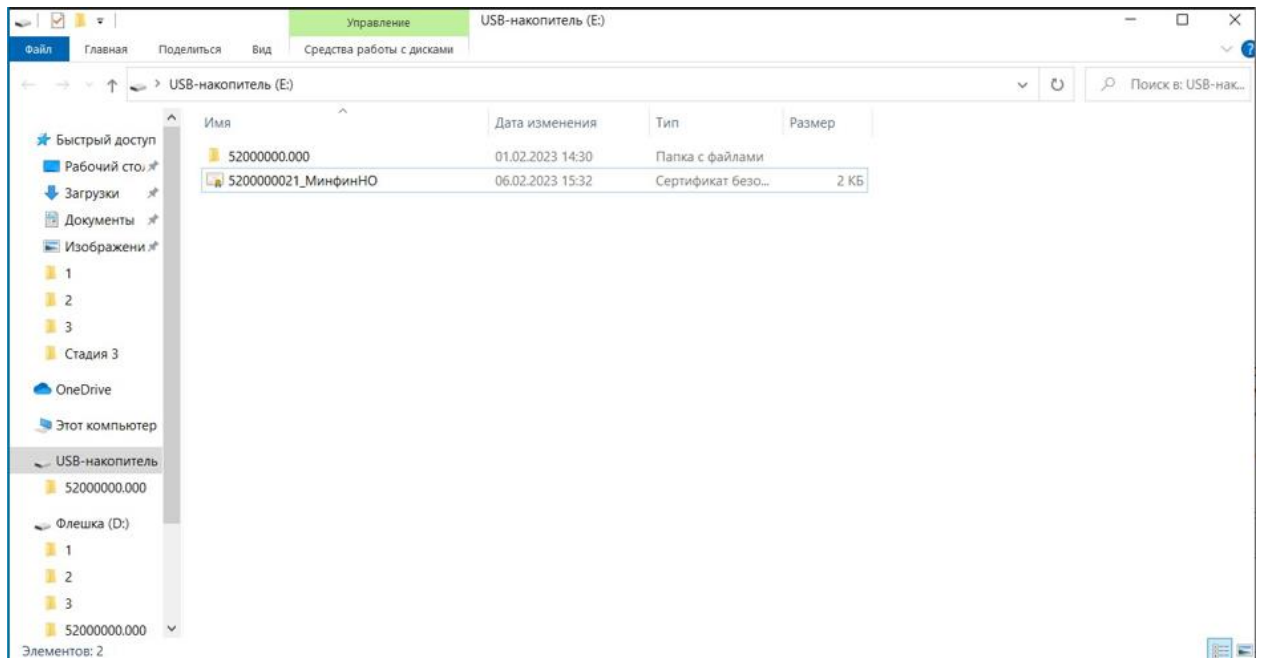 Управление USB-накопитель (E:)
Файл Главная Поделиться Вид Средства работы с дисками
USB-накопитель (E:) Поиск в: USB-нак...
Имя Дата изменения Тип Размер
Быстрый доступ
Рабочий сто.
Загрузки
Документы
Изображени
1
2
3
Стадия 3
OneDrive
Этот компьютер
USB-накопитель
52000000.000
Флешка (D:)
1
2
3
52000000.000
52000000.000 01.02.2023 14:30 Папка с файлами
5200000021_МинфинНО 06.02.2023 15:32 Сертификат безо... 2 КБ
Элементов: 2